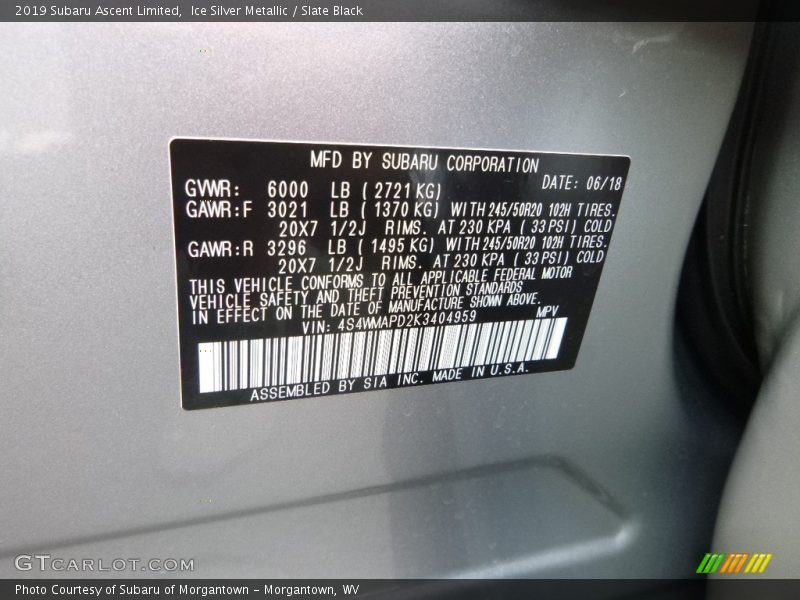 2019 Subaru Ascent Limited, Ice Silver Metallic / Slate Black
MFD BY SUBARU CORPORATION
GVWR: 6000 LB ( 2721 KG) DATE: 06/18
GAWR:F 3021 LB ( 1370 KG) WITH 245/50R20 102H TIRES.
20X7 1/2J RIMS. AT 230 KPA ( 33 PSI) COLD
GAWR:R 3296 LB ( 1495 KG) WITH 245/50R20 102H TIRES.
20X7 1/2J RIMS. AT 230 KPA ( 33 PSI) COLD
THIS VEHICLE CONFORMS TO ALL APPLICABLE FEDERAL MOTOR
VEHICLE SAFETY AND THEFT PREVENTION STANDARDS
IN EFFECT ON THE DATE OF MANUFACTURE SHOWN ABOVE.
VIN: 4S4WMAPD2K3404959 MPV
ASSEMBLED BY SIA INC. MADE IN U.S.A.
GTCARLOT.COM
Photo Courtesy of Subaru of Morgantown - Morgantown, WV